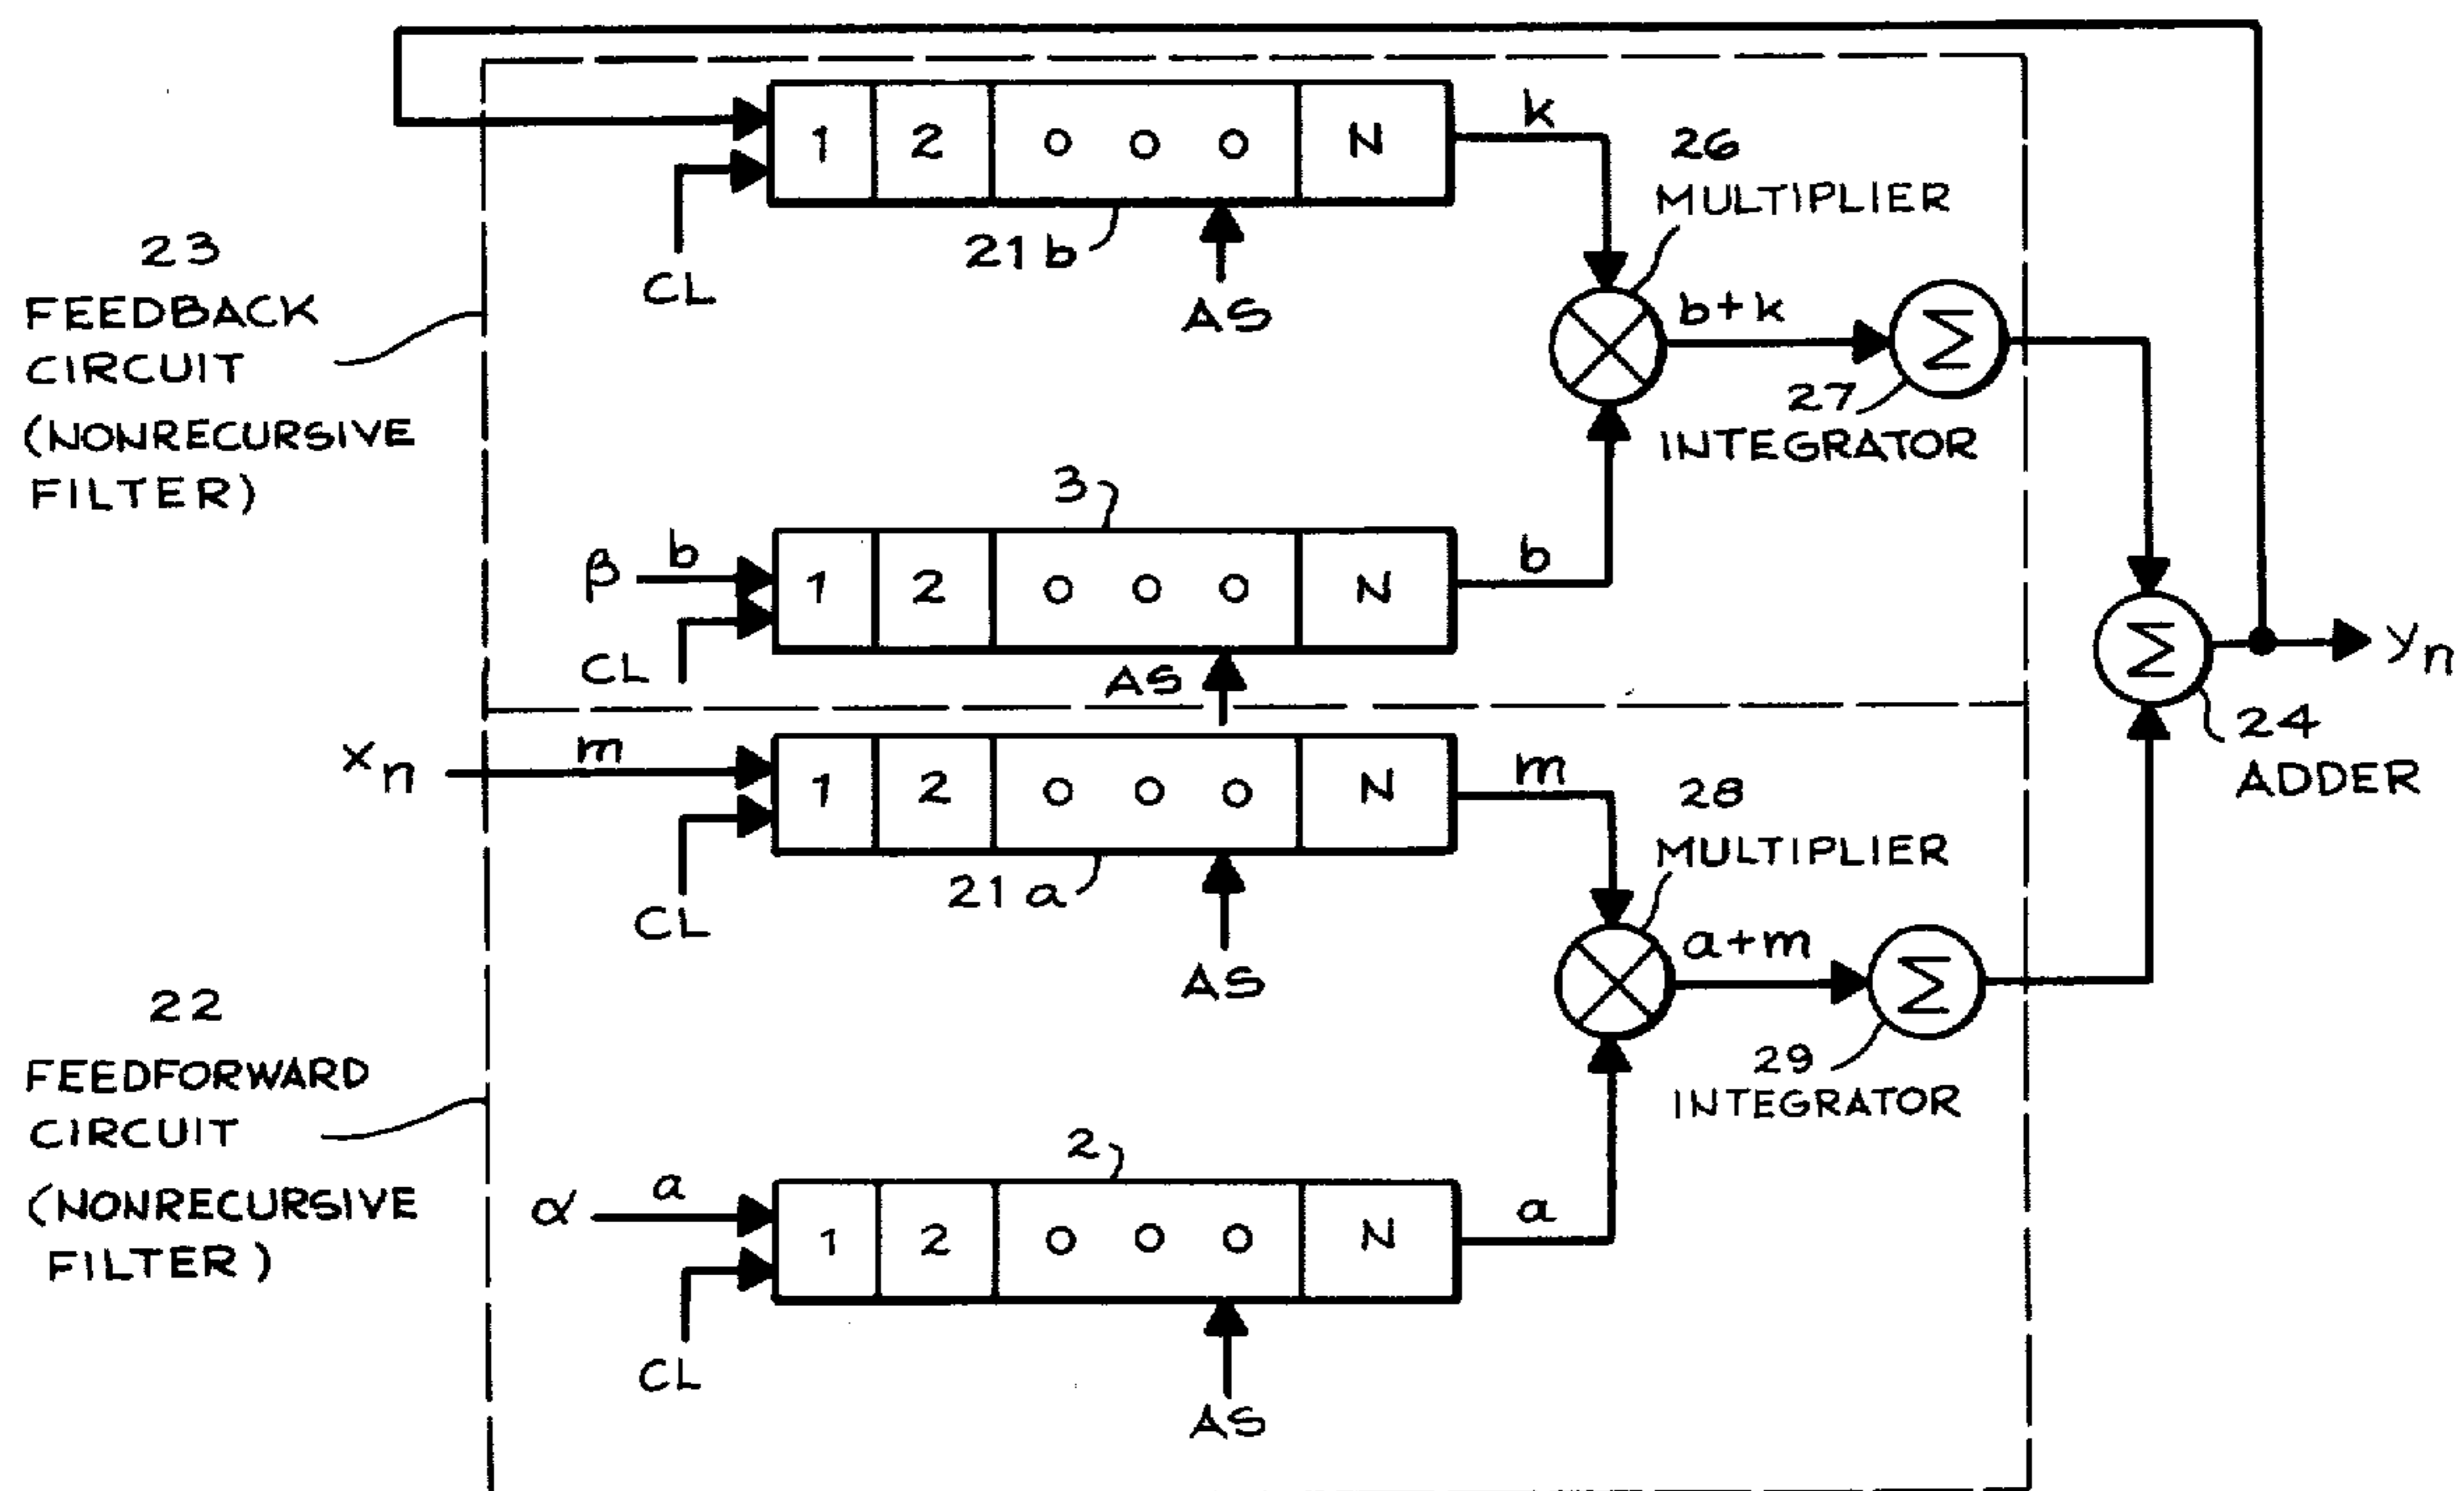 1 2 o o o N
k
26
MULTIPLIER
21b
CL
AS
23
FEEDBACK
CIRCUIT
(NONRECURSIVE
FILTER)
b+k
Σ
27
INTEGRATOR
3
β b
1 2 o o o N
b
CL
AS
Σ
yn
24
ADDER
xn m
1 2 o o o N
m
28
MULTIPLIER
21a
CL
AS
a+m
Σ
29
INTEGRATOR
22
FEEDFORWARD
CIRCUIT
(NONRECURSIVE
FILTER)
2
α a
1 2 o o o N
a
CL
AS